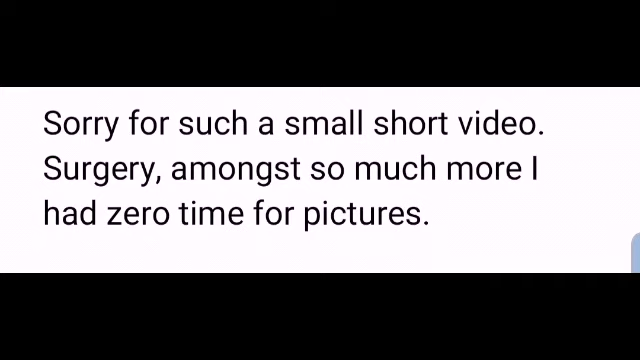 Sorry for such a small short video.
Surgery, amongst so much more I
had zero time for pictures.